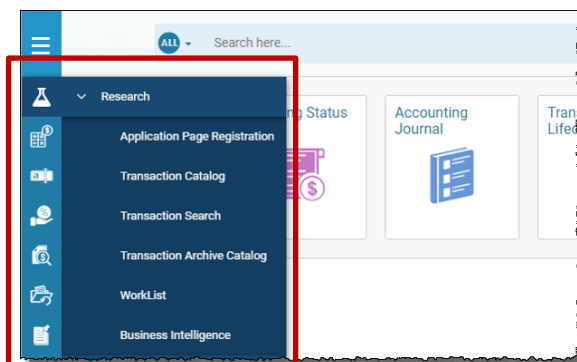 ALL
Search here...
Research
Application Page Registration
Transaction Catalog
Transaction Search
Transaction Archive Catalog
WorkList
Business Intelligence
Status
Accounting
Journal